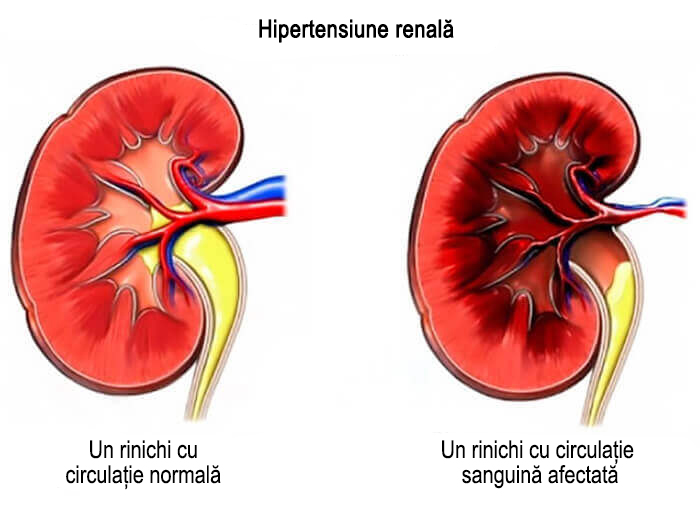 Hipertensiune renală
Un rinichi cu
circulație normală
Un rinichi cu circulație
sanguină afectată